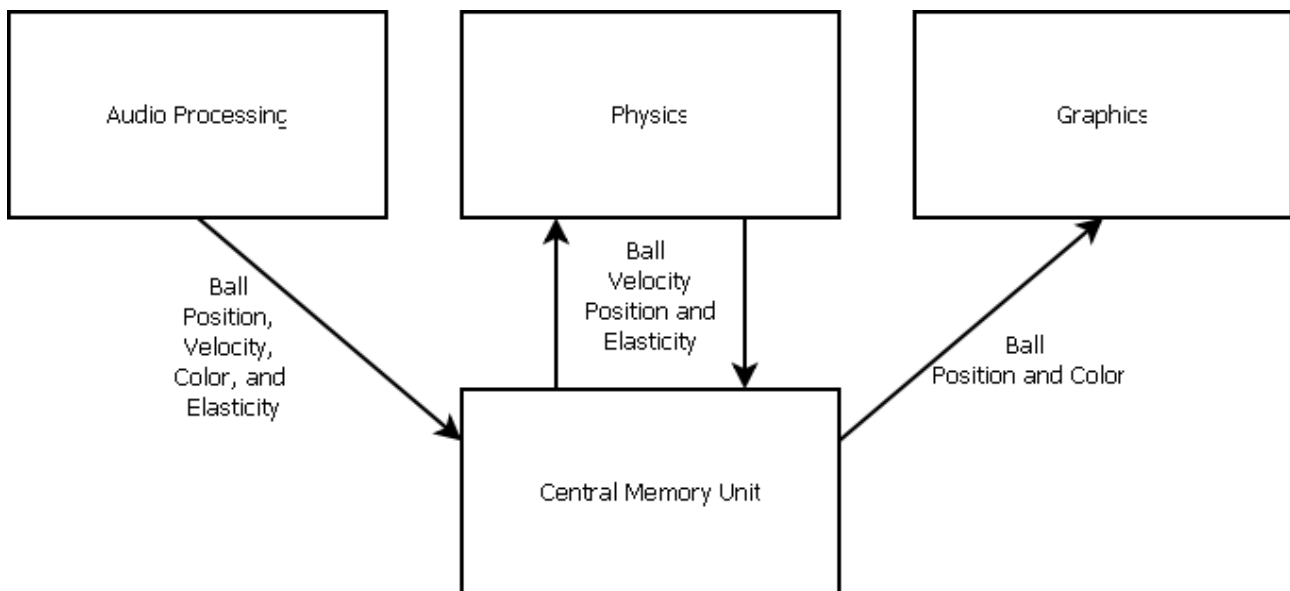 Audio Processing
Physics
Graphics
Ball
Position,
Velocity,
Color, and
Elasticity
Ball
Velocity
Position and
Elasticity
Ball
Position and Color
Central Memory Unit